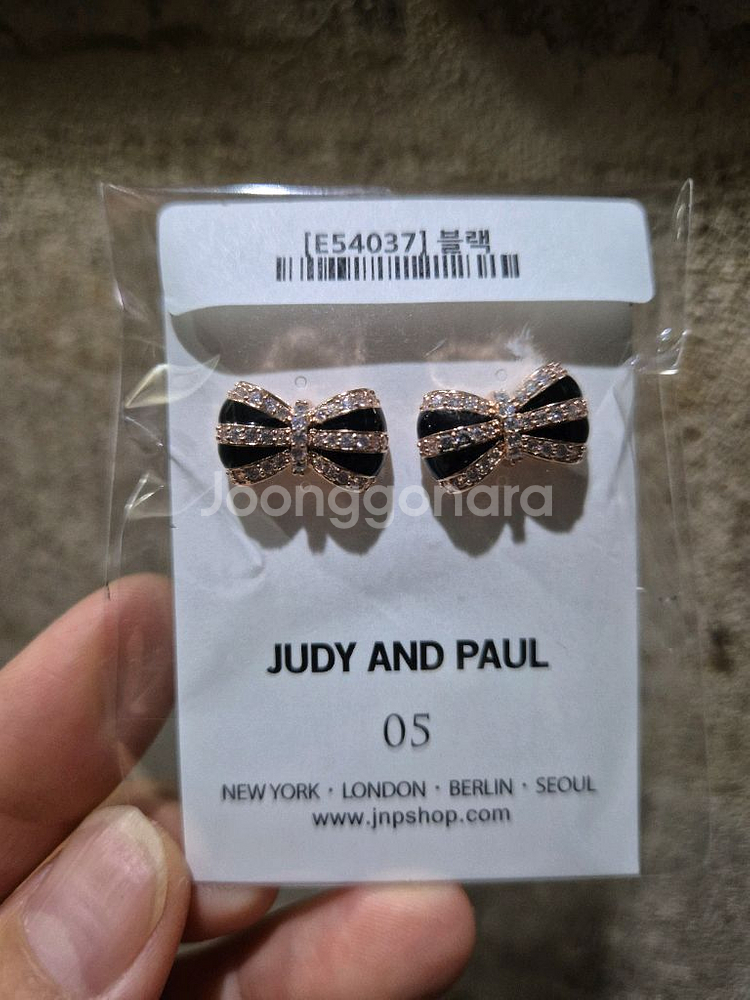 [E54037] 블랙
Joonggonara
JUDY AND PAUL
05
NEW YORK · LONDON · BERLIN · SEOUL
www.jnpshop.com